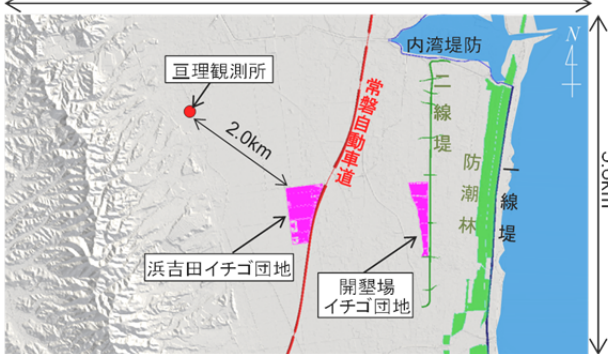 内湾堤防
N
亘理観測所
2.0km
常磐自動車道
二線堤
防潮林
一線堤
浜吉田イチゴ団地
開墾場
イチゴ団地